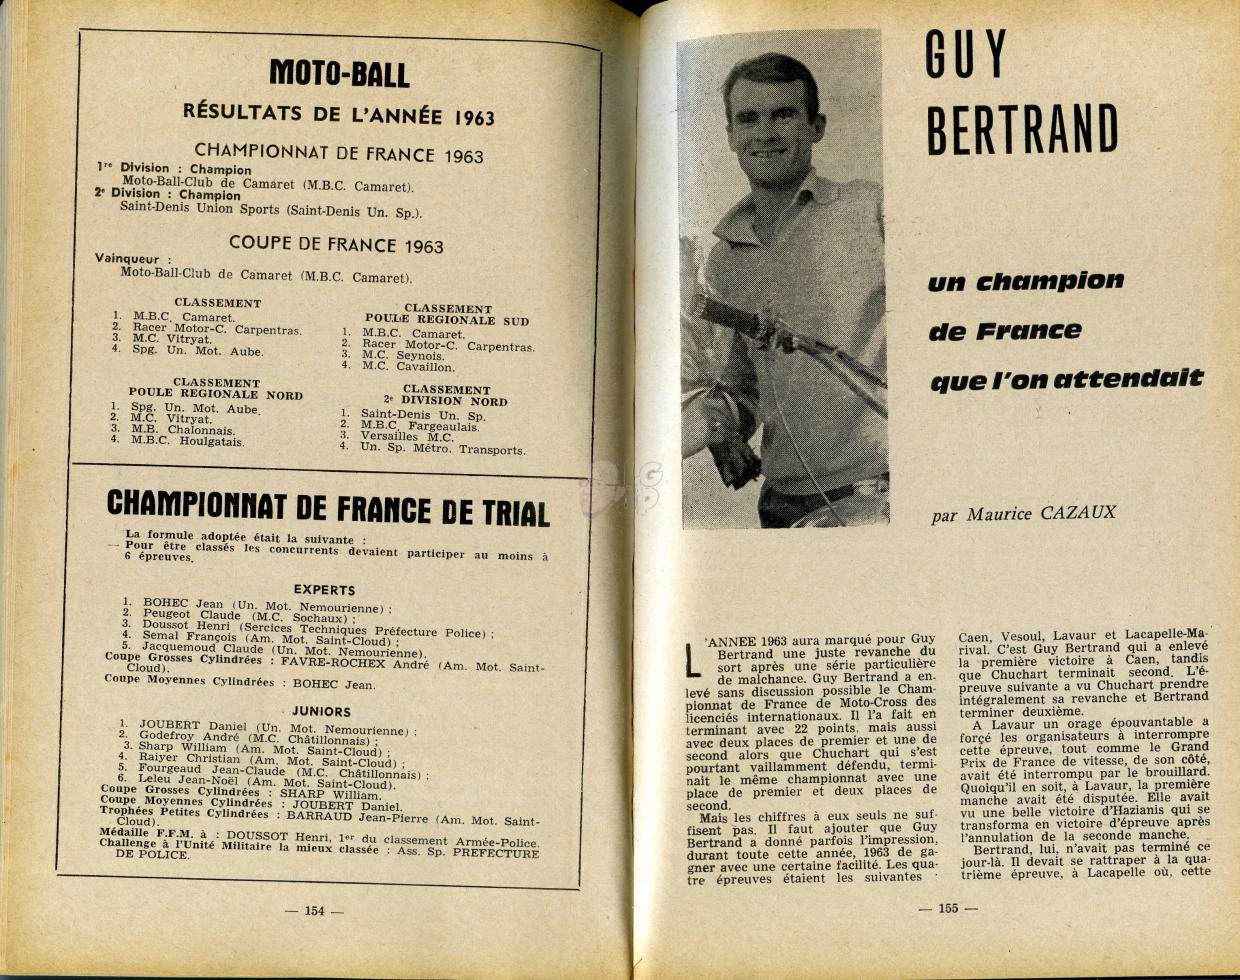 MOTO-BALL
RÉSULTATS DE L'ANNÉE 1963
CHAMPIONNAT DE FRANCE 1963
1re Division : Champion
Moto-Ball-Club de Camaret (M.B.C. Camaret).
2e Division : Champion
Saint-Denis Union Sports (Saint-Denis Un. Sp.).
COUPE DE FRANCE 1963
Vainqueur :
Moto-Ball-Club de Camaret (M.B.C. Camaret).
CLASSEMENT
1. M.B.C. Camaret.
2. Racer Motor-C. Carpentras.
3. M.C. Vitryat.
4. Spg. Un. Mot. Aube.
CLASSEMENT
POULE REGIONALE SUD
1. M.B.C. Camaret.
2. Racer Motor-C. Carpentras.
3. M.C. Seynois.
4. M.C. Cavaillon.
CLASSEMENT
POULE REGIONALE NORD
1. Spg. Un. Mot. Aube.
2. M.C. Vitryat.
3. M.B. Chalonnais.
4. M.B.C. Houlgatais.
CLASSEMENT
2e DIVISION NORD
1. Saint-Denis Un. Sp.
2. M.B.C. Fargeaulais.
3. Versailles M.C.
4. Un. Sp. Métro. Transports.
CHAMPIONNAT DE FRANCE DE TRIAL
La formule adoptée était la suivante :
— Pour être classés les concurrents devaient participer au moins à
6 épreuves.
EXPERTS
1. BOHEC Jean (Un. Mot. Nemourienne) ;
2. Peugeot Claude (M.C. Sochaux) ;
3. Doussot Henri (Sercices Techniques Préfecture Police) ;
4. Semal François (Am. Mot. Saint-Cloud) ;
5. Jacquemoud Claude (Un. Mot. Nemourienne).
Coupe Grosses Cylindrées : FAVRE-ROCHEX André (Am. Mot. Saint-
Cloud).
Coupe Moyennes Cylindrées : BOHEC Jean.
JUNIORS
1. JOUBERT Daniel (Un. Mot. Nemourienne) ;
2. Godefroy André (M.C. Châtillonnais) ;
3. Sharp William (Am. Mot. Saint-Cloud) ;
4. Raiyer Christian (Am. Mot. Saint-Cloud) ;
5. Fourgeaud Jean-Claude (M.C. Châtillonnais) ;
6. Leleu Jean-Noël (Am. Mot. Saint-Cloud).
Coupe Grosses Cylindrées : SHARP William.
Coupe Moyennes Cylindrées : JOUBERT Daniel.
Trophées Petites Cylindrées : BARRAUD Jean-Pierre (Am. Mot. Saint-
Cloud).
Médaille F.F.M. à : DOUSSOT Henri, 1er du classement Armée-Police.
Challenge à l'Unité Militaire la mieux classée : Ass. Sp. PREFECTURE
DE POLICE.
— 154 —
GUY
BERTRAND
un champion
de France
que l'on attendait
par Maurice CAZAUX
L'ANNEE 1963 aura marqué pour Guy
Bertrand une juste revanche du
sort après une série particulière
de malchance. Guy Bertrand a en-
levé sans discussion possible le Cham-
pionnat de France de Moto-Cross des
licenciés internationaux. Il l'a fait en
terminant avec 22 points, mais aussi
avec deux places de premier et une de
second alors que Chuchart qui s'est
pourtant vaillamment défendu, termi-
nait le même championnat avec une
place de premier et deux places de
second.
Mais les chiffres à eux seuls ne suf-
fisent pas. Il faut ajouter que Guy
Bertrand a donné parfois l'impression,
durant toute cette année, 1963 de ga-
gner avec une certaine facilité. Les qua-
tre épreuves étaient les suivantes :
Caen, Vesoul, Lavaur et Lacapelle-Ma-
rival. C'est Guy Bertrand qui a enlevé
la première victoire à Caen, tandis
que Chuchart terminait second. L'é-
preuve suivante a vu Chuchart prendre
intégralement sa revanche et Bertrand
terminer deuxième.
A Lavaur un orage épouvantable a
forçé les organisateurs à interrompre
cette épreuve, tout comme le Grand
Prix de France de vitesse, de son côté,
avait été interrompu par le brouillard.
Quoiqu'il en soit, à Lavaur, la première
manche avait été disputée. Elle avait
vu une belle victoire d'Hazianis qui se
transforma en victoire d'épreuve après
l'annulation de la seconde manche.
Bertrand, lui, n'avait pas terminé ce
jour-là. Il devait se rattraper à la qua-
trième épreuve, à Lacapelle où, cette
— 155 —